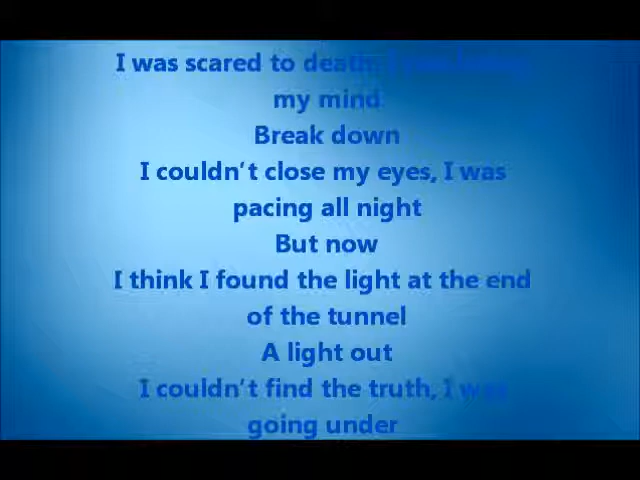 I was scared to death, I was losing
my mind
Break down
I couldn't close my eyes, I was
pacing all night
But now
I think I found the light at the end
of the tunnel
A light out
I couldn't find the truth, I was
going under